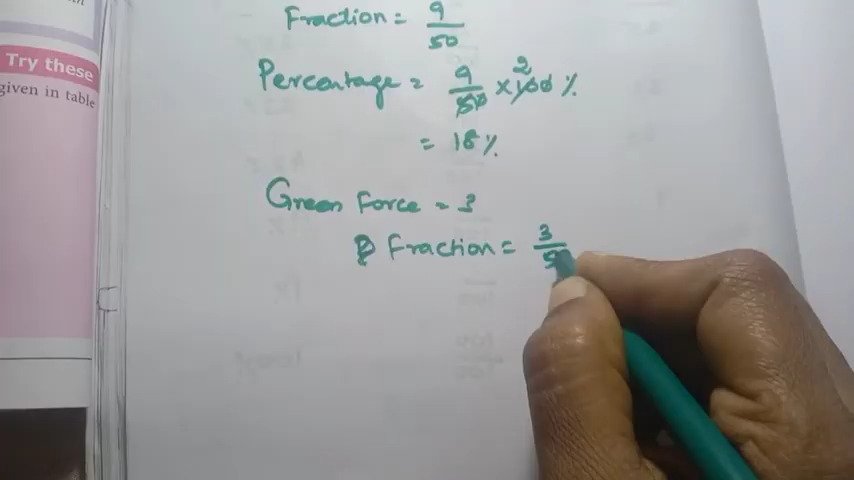 Try these
given in table
Fraction = 9/50
Percentage = 9/50 × 100 2 %
= 18 %
Green Force = 3
Fraction = 3/50